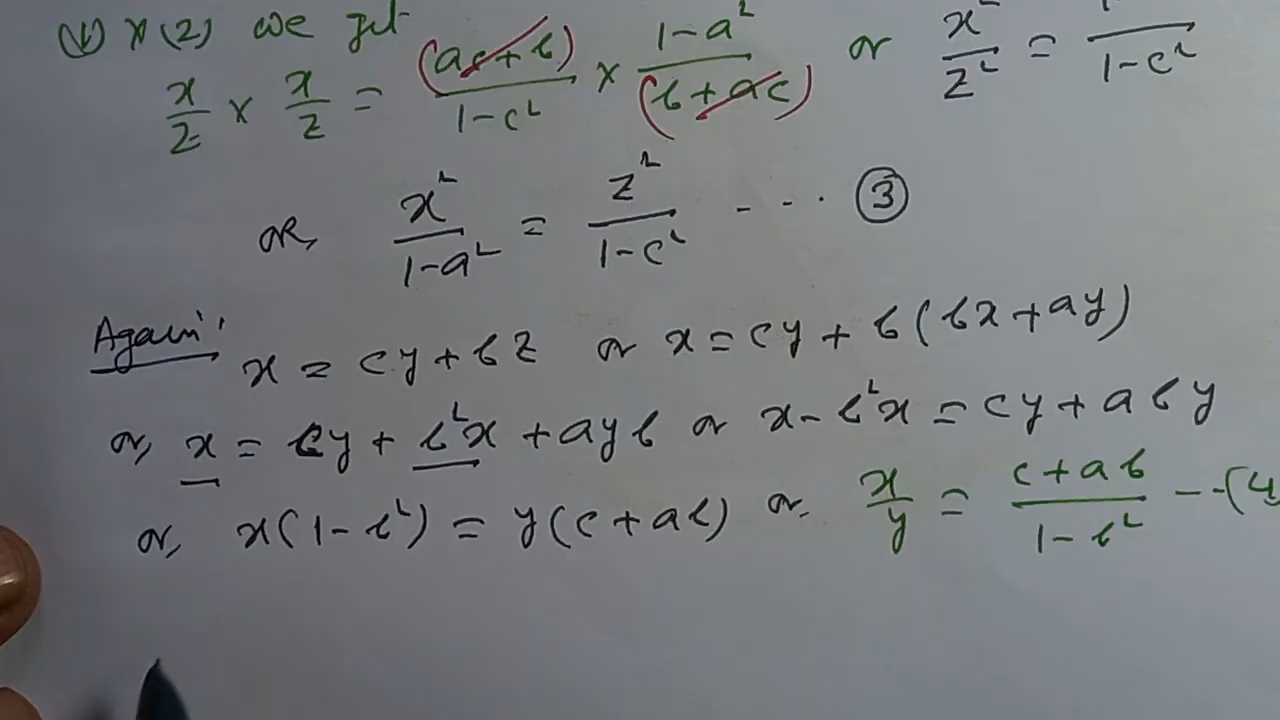 (1) x (2) we get
x/z × x/z = (ac+b)/(1-c²) × (1-a²)/(b+ac) or x²/z² = /(1-c²)
or, x²/(1-a²) = z²/(1-c²) --- ③
Again: x = cy + bz or x = cy + b(bx + ay)
or, x = cy + b²x + ayb or x - b²x = cy + aby
or, x(1-b²) = y(c+ab) or, x/y = (c+ab)/(1-b²) --(4